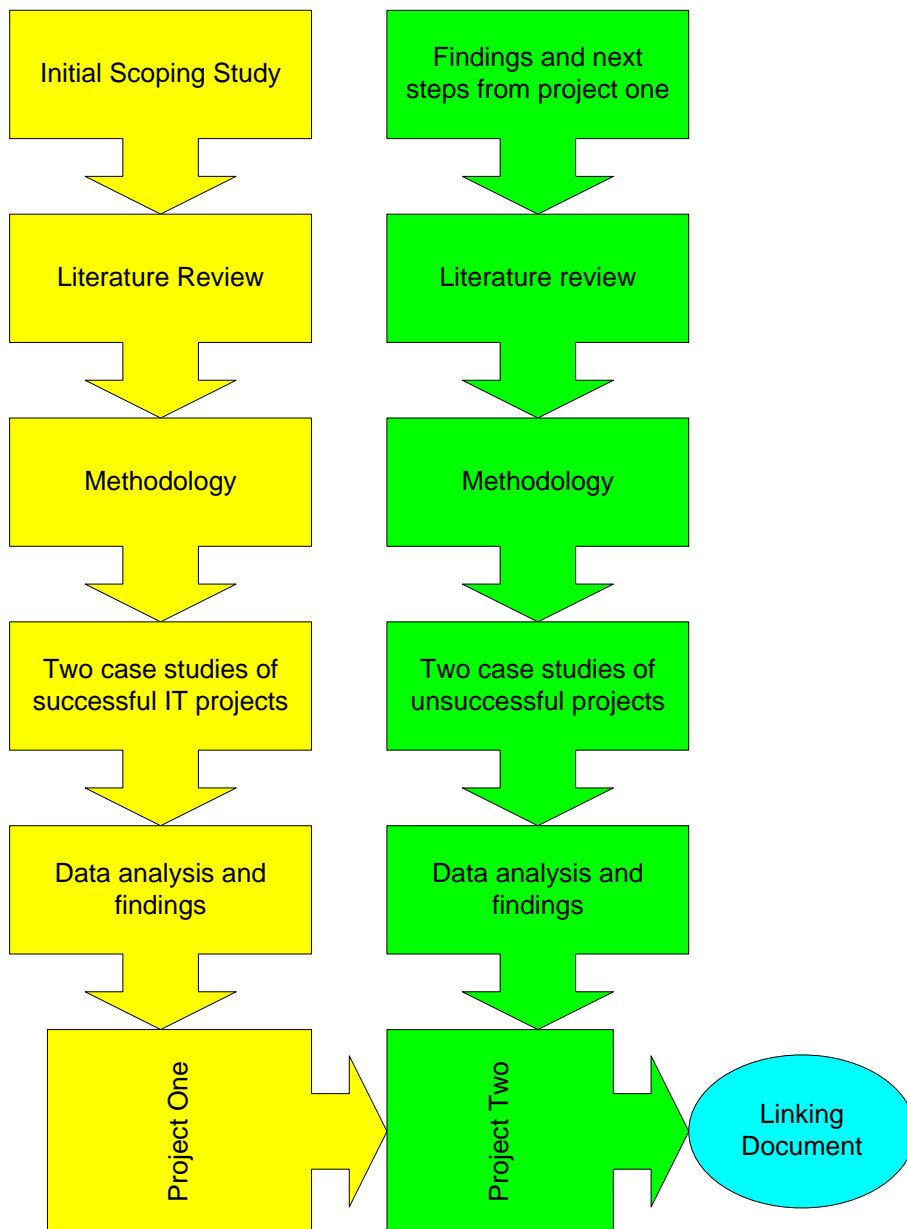 Initial Scoping Study
Literature Review
Methodology
Two case studies of
successful IT projects
Data analysis and
findings
Project One
Findings and next
steps from project one
Literature review
Methodology
Two case studies of
unsuccessful projects
Data analysis and
findings
Project Two
Linking
Document